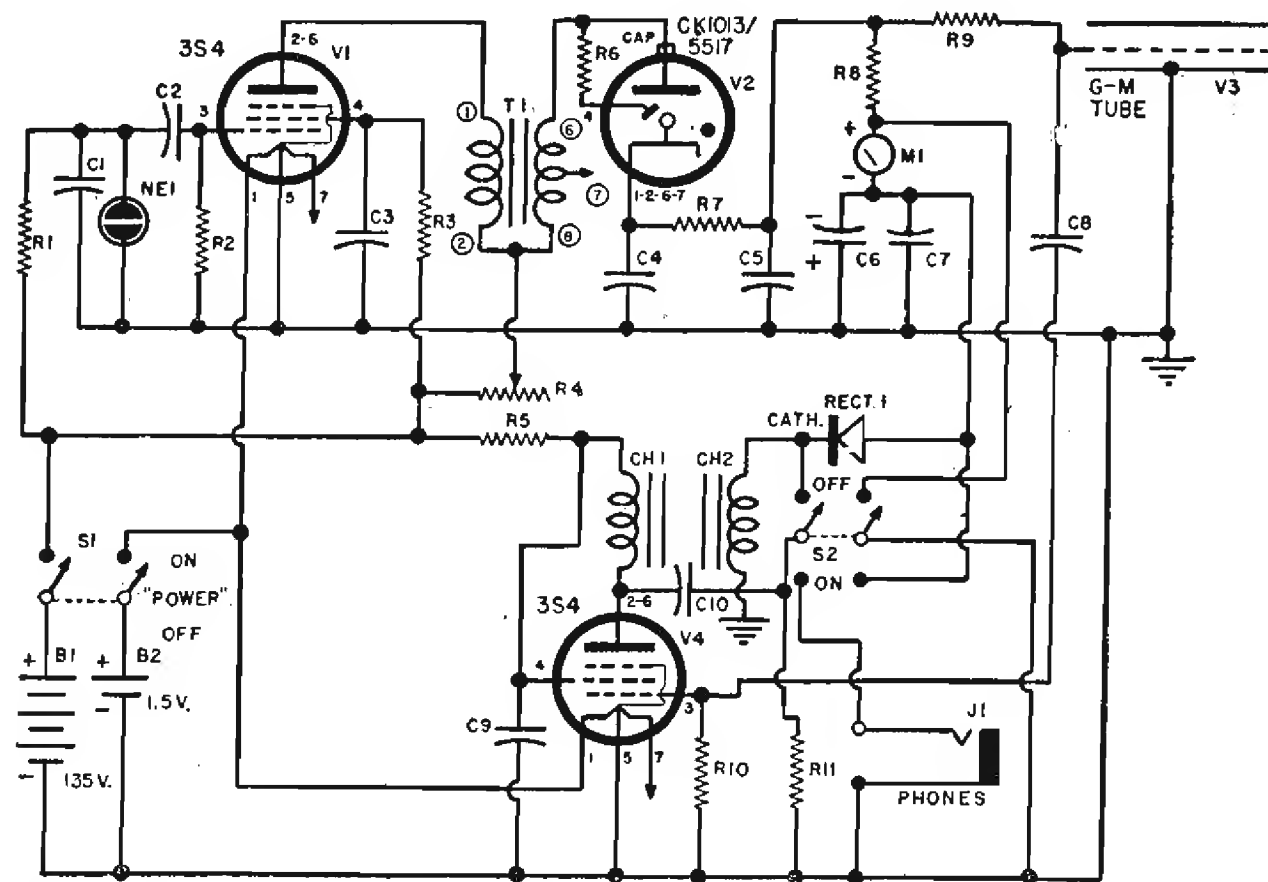 CK1013/
5517
3S4
2-6
V1
CAP
R6
V2
R9
R8
G-M
TUBE
V3
C2
3
4
T1
①
⑥
4
+
M1
-
C1
NE1
1
5
7
⑦
1-2-6-7
R7
R1
R2
C3
R3
②
⑧
C4
C5
-
+
C6
C7
C8
R4
R5
CATH.
RECT. 1
CH1
CH2
OFF
S1
ON
"POWER"
OFF
S2
ON
2-6
C10
3S4
V4
+
B1
+
B2
-
1.5V.
4
3
C9
1
5
7
R10
R11
J1
-
135V.
PHONES